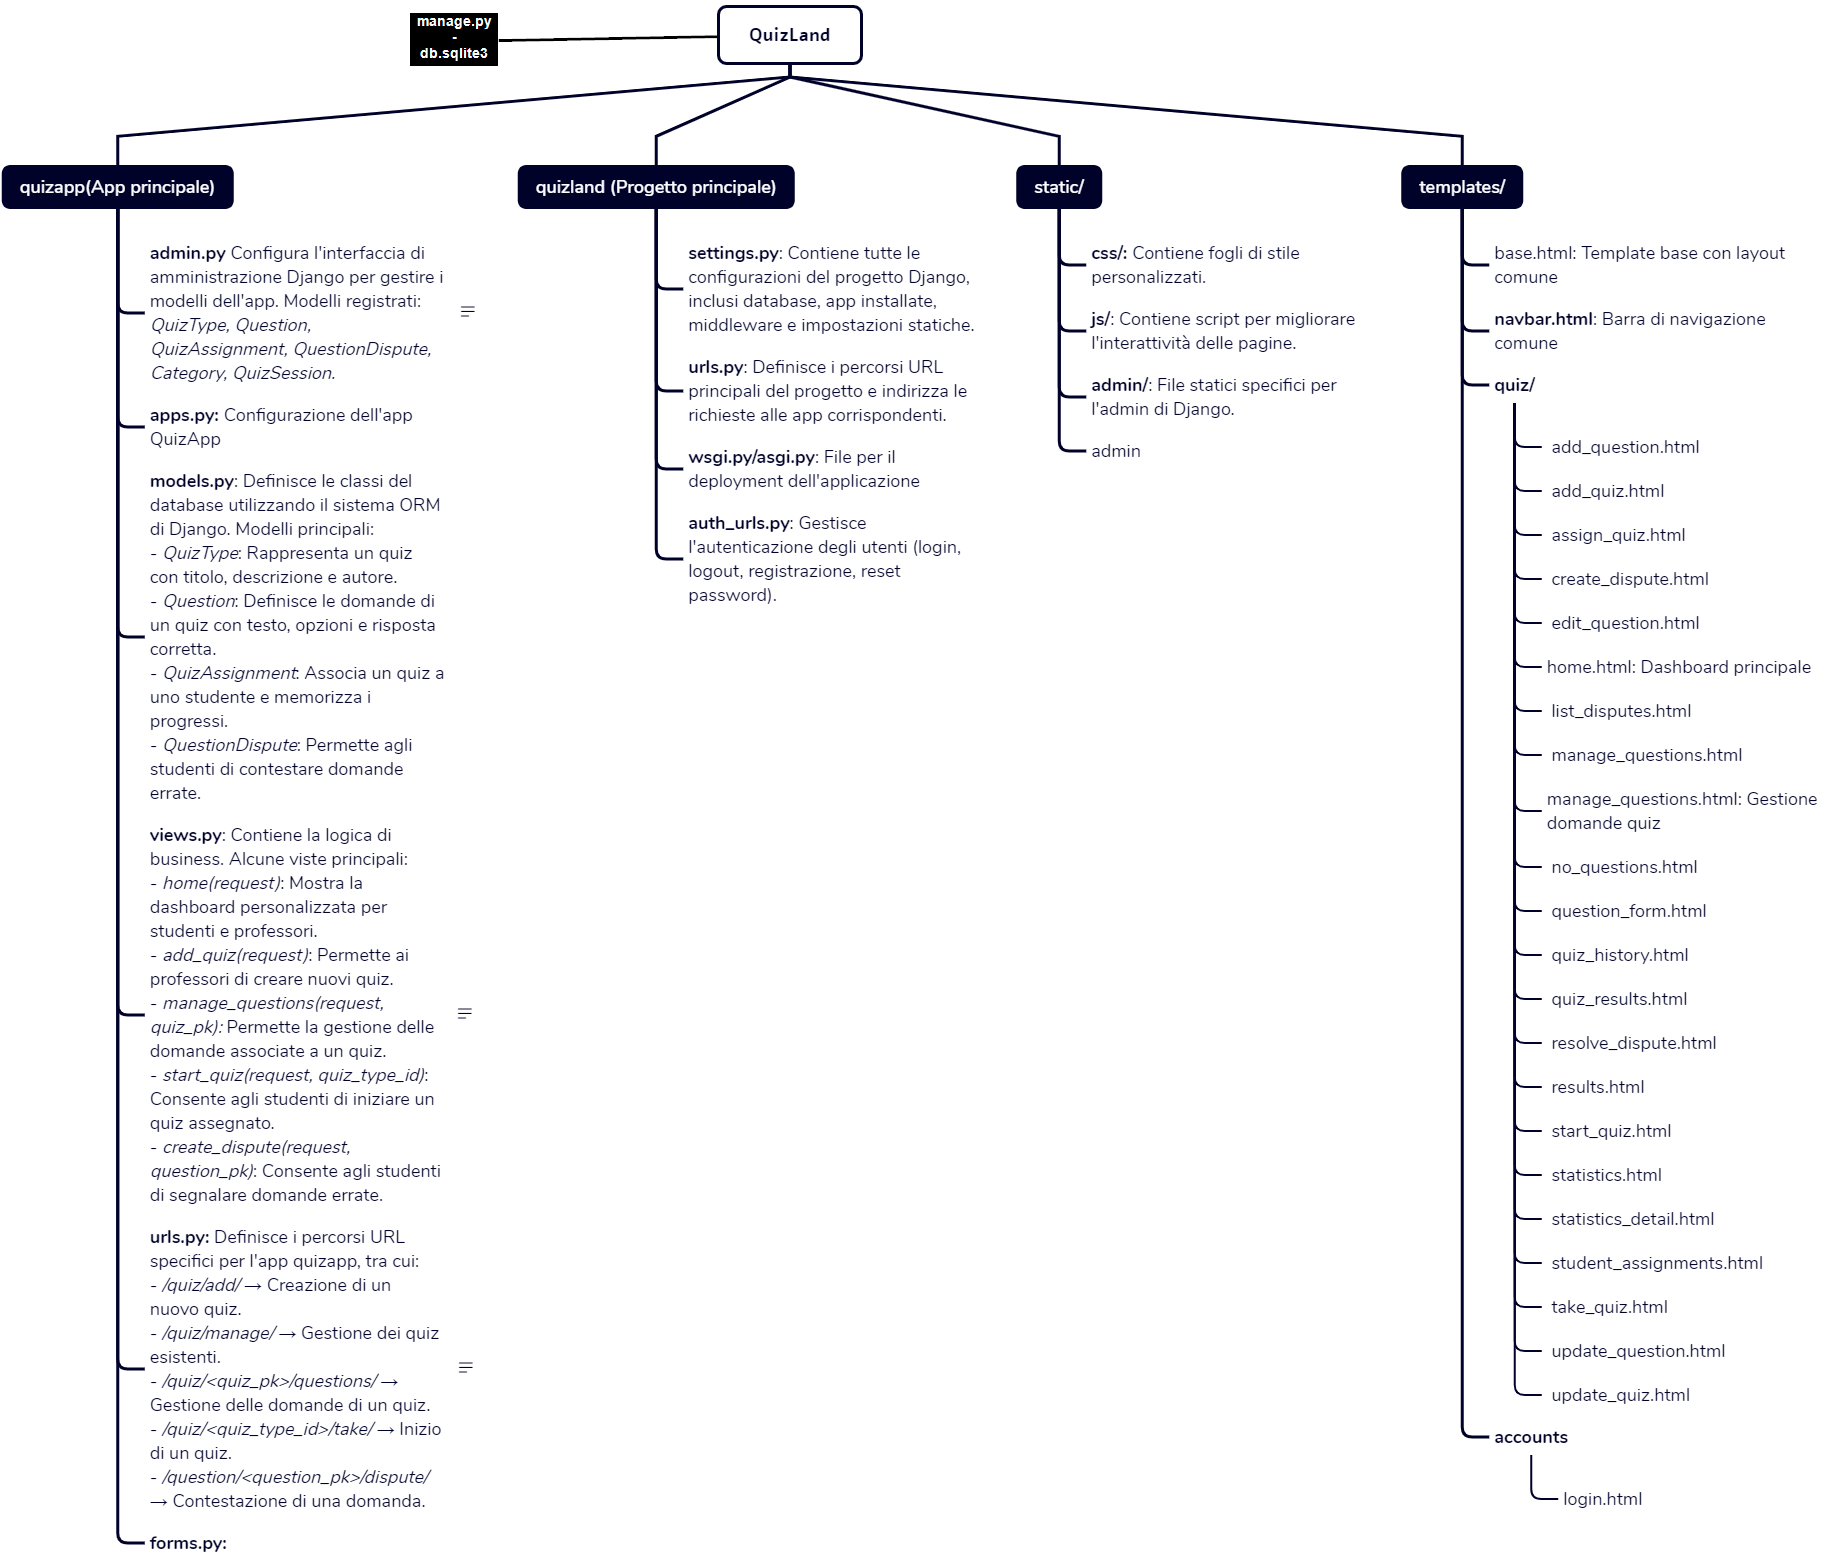 manage.py
-
db.sqlite3
QuizLand
quizapp(App principale)
admin.py Configura l'interfaccia di
amministrazione Django per gestire i
modelli dell'app. Modelli registrati:
QuizType, Question,
QuizAssignment, QuestionDispute,
Category, QuizSession.
apps.py: Configurazione dell'app
QuizApp
models.py: Definisce le classi del
database utilizzando il sistema ORM
di Django. Modelli principali:
- QuizType: Rappresenta un quiz
con titolo, descrizione e autore.
- Question: Definisce le domande di
un quiz con testo, opzioni e risposta
corretta.
- QuizAssignment: Associa un quiz a
uno studente e memorizza i
progressi.
- QuestionDispute: Permette agli
studenti di contestare domande
errate.
views.py: Contiene la logica di
business. Alcune viste principali:
- home(request): Mostra la
dashboard personalizzata per
studenti e professori.
- add_quiz(request): Permette ai
professori di creare nuovi quiz.
- manage_questions(request,
quiz_pk): Permette la gestione delle
domande associate a un quiz.
- start_quiz(request, quiz_type_id):
Consente agli studenti di iniziare un
quiz assegnato.
- create_dispute(request,
question_pk): Consente agli studenti
di segnalare domande errate.
urls.py: Definisce i percorsi URL
specifici per l'app quizapp, tra cui:
- /quiz/add/ → Creazione di un
nuovo quiz.
- /quiz/manage/ → Gestione dei quiz
esistenti.
- /quiz/<quiz_pk>/questions/ →
Gestione delle domande di un quiz.
- /quiz/<quiz_type_id>/take/ → Inizio
di un quiz.
- /question/<question_pk>/dispute/
→ Contestazione di una domanda.
forms.py:
quizland (Progetto principale)
settings.py: Contiene tutte le
configurazioni del progetto Django,
inclusi database, app installate,
middleware e impostazioni statiche.
urls.py: Definisce i percorsi URL
principali del progetto e indirizza le
richieste alle app corrispondenti.
wsgi.py/asgi.py: File per il
deployment dell'applicazione
auth_urls.py: Gestisce
l'autenticazione degli utenti (login,
logout, registrazione, reset
password).
static/
css/: Contiene fogli di stile
personalizzati.
js/: Contiene script per migliorare
l'interattività delle pagine.
admin/: File statici specifici per
l'admin di Django.
admin
templates/
base.html: Template base con layout
comune
navbar.html: Barra di navigazione
comune
quiz/
add_question.html
add_quiz.html
assign_quiz.html
create_dispute.html
edit_question.html
home.html: Dashboard principale
list_disputes.html
manage_questions.html
manage_questions.html: Gestione
domande quiz
no_questions.html
question_form.html
quiz_history.html
quiz_results.html
resolve_dispute.html
results.html
start_quiz.html
statistics.html
statistics_detail.html
student_assignments.html
take_quiz.html
update_question.html
update_quiz.html
accounts
login.html